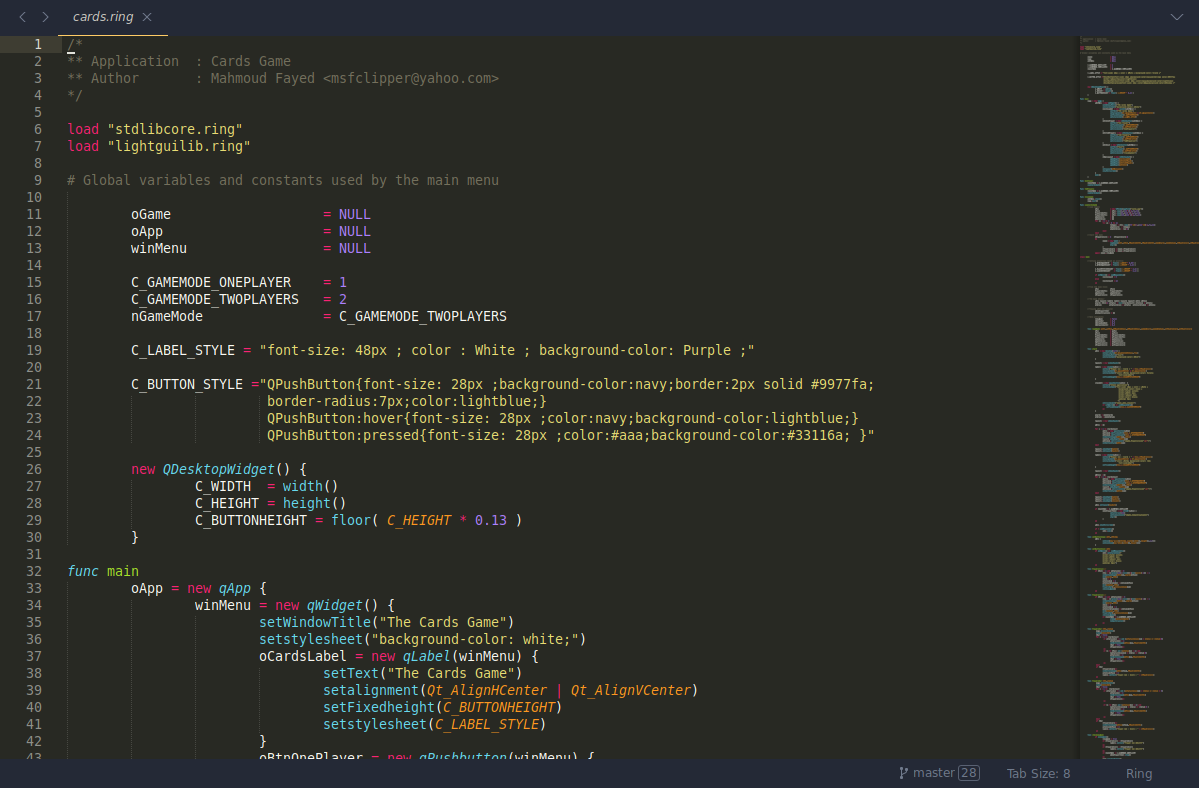 cards.ring
1 /*
2 ** Application  : Cards Game
3 ** Author       : Mahmoud Fayed <msfclipper@yahoo.com>
4 */
5
6 load "stdlibcore.ring"
7 load "lightguilib.ring"
8
9 # Global variables and constants used by the main menu
10
11         oGame                   = NULL
12         oApp                    = NULL
13         winMenu                 = NULL
14
15         C_GAMEMODE_ONEPLAYER    = 1
16         C_GAMEMODE_TWOPLAYERS   = 2
17         nGameMode               = C_GAMEMODE_TWOPLAYERS
18
19         C_LABEL_STYLE = "font-size: 48px ; color : White ; background-color: Purple ;"
20
21         C_BUTTON_STYLE ="QPushButton{font-size: 28px ;background-color:navy;border:2px solid #9977fa;
22                          border-radius:7px;color:lightblue;}
23                          QPushButton:hover{font-size: 28px ;color:navy;background-color:lightblue;}
24                          QPushButton:pressed{font-size: 28px ;color:#aaa;background-color:#33116a; }"
25
26         new QDesktopWidget() {
27                 C_WIDTH  = width()
28                 C_HEIGHT = height()
29                 C_BUTTONHEIGHT = floor( C_HEIGHT * 0.13 )
30         }
31
32 func main
33         oApp = new qApp {
34                 winMenu = new qWidget() {
35                         setWindowTitle("The Cards Game")
36                         setstylesheet("background-color: white;")
37                         oCardsLabel = new qLabel(winMenu) {
38                                 setText("The Cards Game")
39                                 setalignment(Qt_AlignHCenter | Qt_AlignVCenter)
40                                 setFixedheight(C_BUTTONHEIGHT)
41                                 setstylesheet(C_LABEL_STYLE)
42                         }
43                         oBtnOnePlayer = new qPushbutton(winMenu) {
master 28 Tab Size: 8 Ring